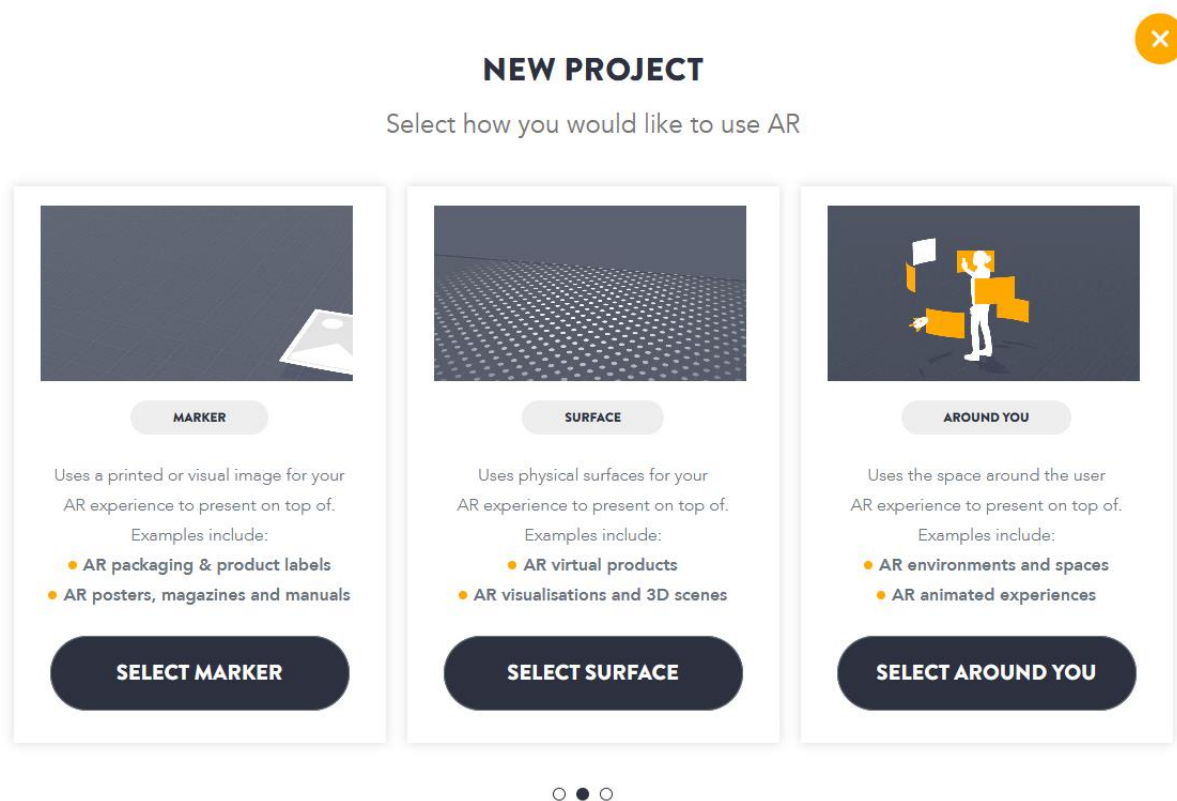 NEW PROJECT
Select how you would like to use AR
MARKER
Uses a printed or visual image for your
AR experience to present on top of.
Examples include:
● AR packaging & product labels
● AR posters, magazines and manuals
SELECT MARKER
SURFACE
Uses physical surfaces for your
AR experience to present on top of.
Examples include:
● AR virtual products
● AR visualisations and 3D scenes
SELECT SURFACE
AROUND YOU
Uses the space around the user
AR experience to present on top of.
Examples include:
● AR environments and spaces
● AR animated experiences
SELECT AROUND YOU